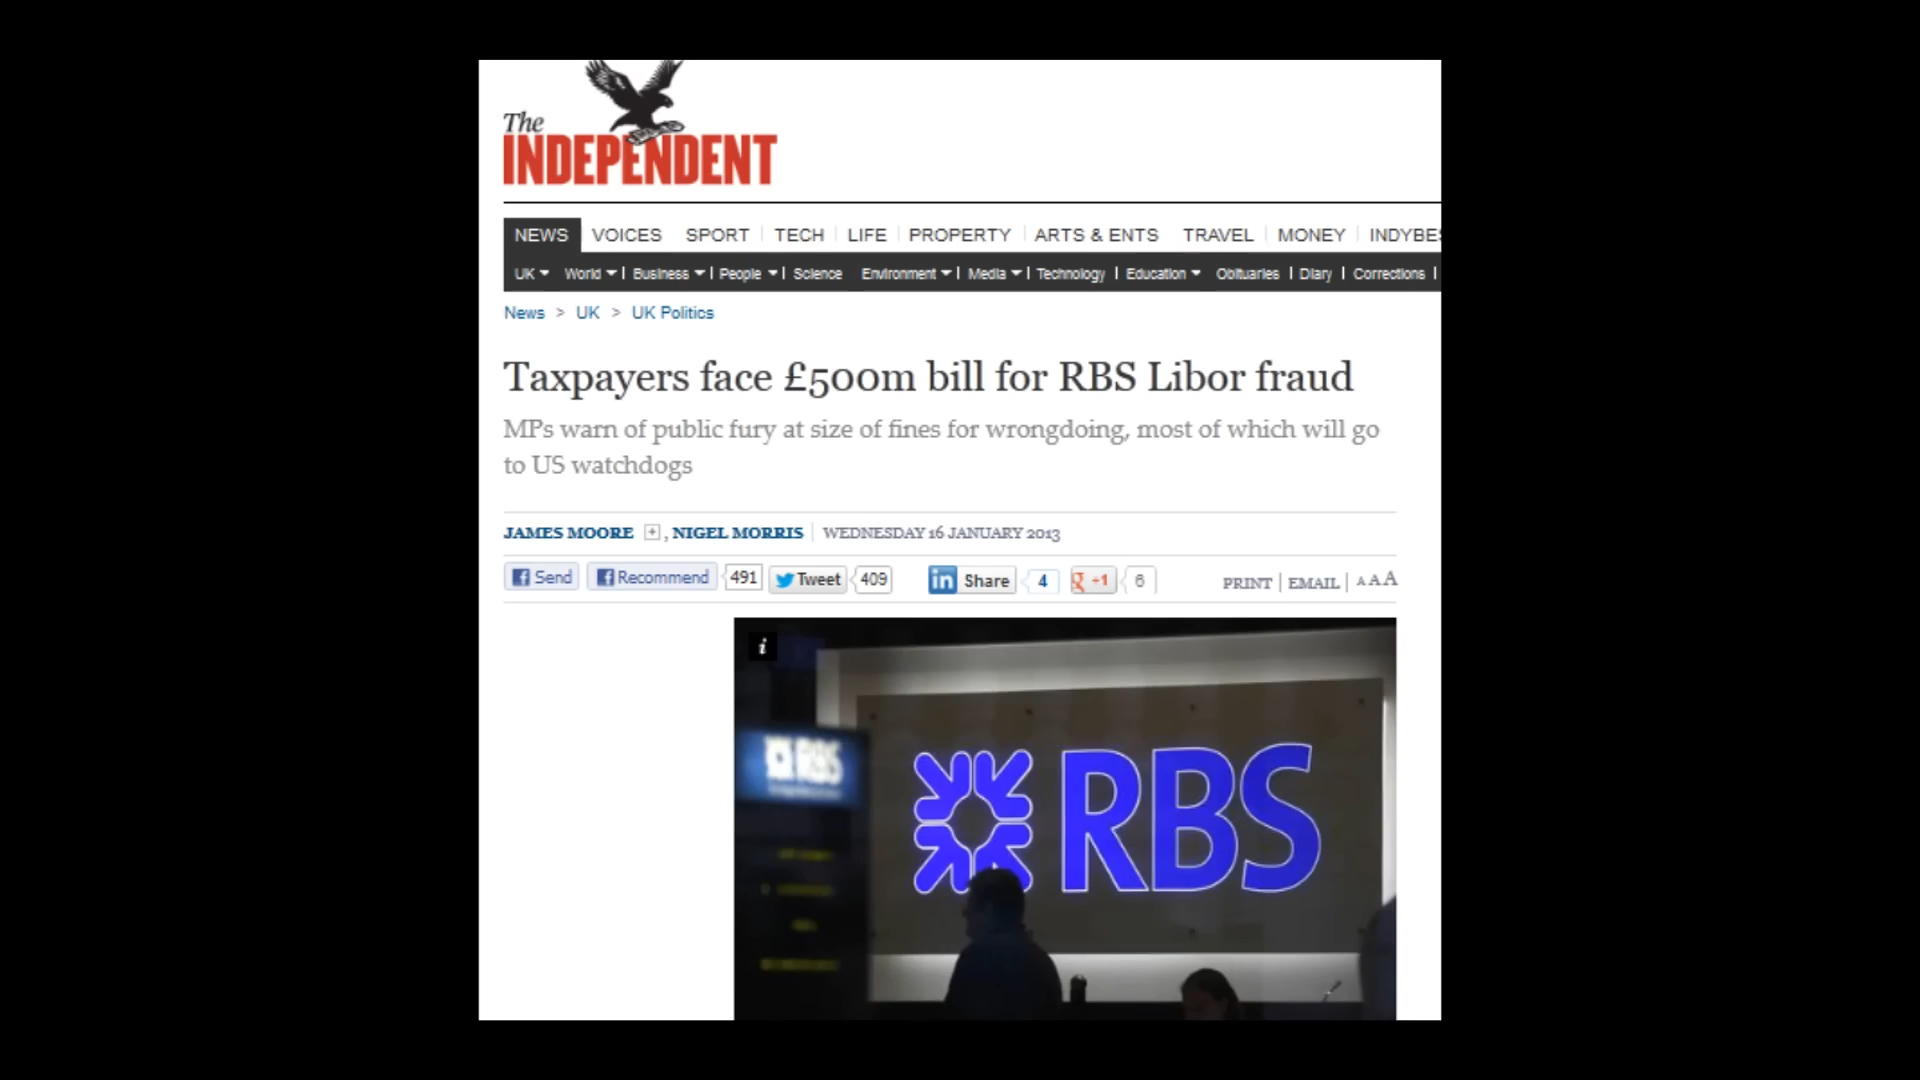 The
INDEPENDENT
NEWS VOICES SPORT TECH LIFE PROPERTY ARTS & ENTS TRAVEL MONEY INDYBES
UK World Business People Science Environment Media Technology Education Obituaries Diary Corrections
News > UK > UK Politics
Taxpayers face £500m bill for RBS Libor fraud
MPs warn of public fury at size of fines for wrongdoing, most of which will go
to US watchdogs
JAMES MOORE + , NIGEL MORRIS WEDNESDAY 16 JANUARY 2013
Send Recommend 491 Tweet 409 in Share 4 g +1 6 PRINT EMAIL A A A
i
RBS
RBS